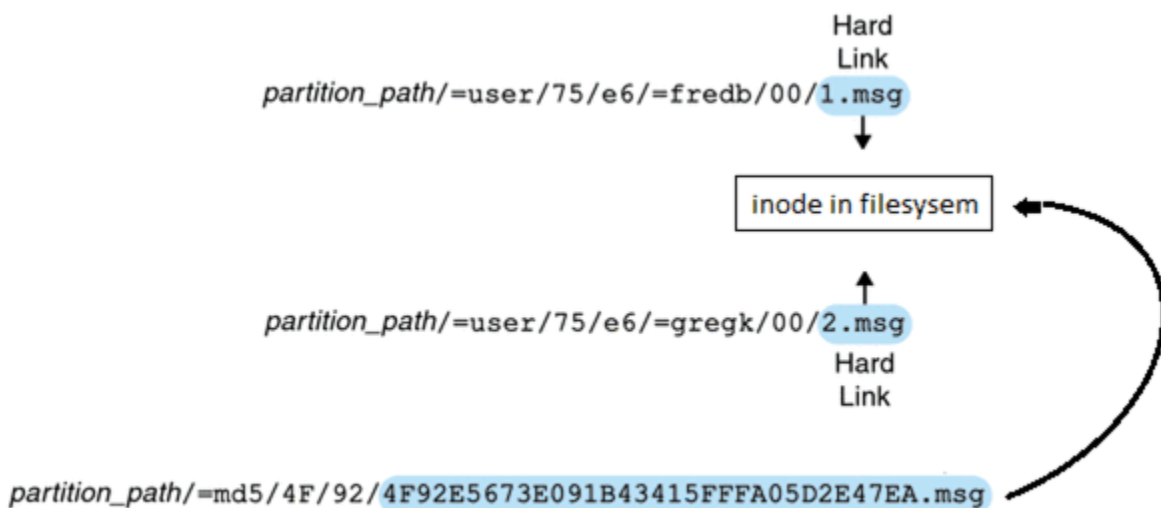 Hard
Link
partition_path/=user/75/e6/=fredb/00/1.msg
inode in filesysem
partition_path/=user/75/e6/=gregk/00/2.msg
Hard
Link
partition_path/=md5/4F/92/4F92E5673E091B43415FFFA05D2E47EA.msg